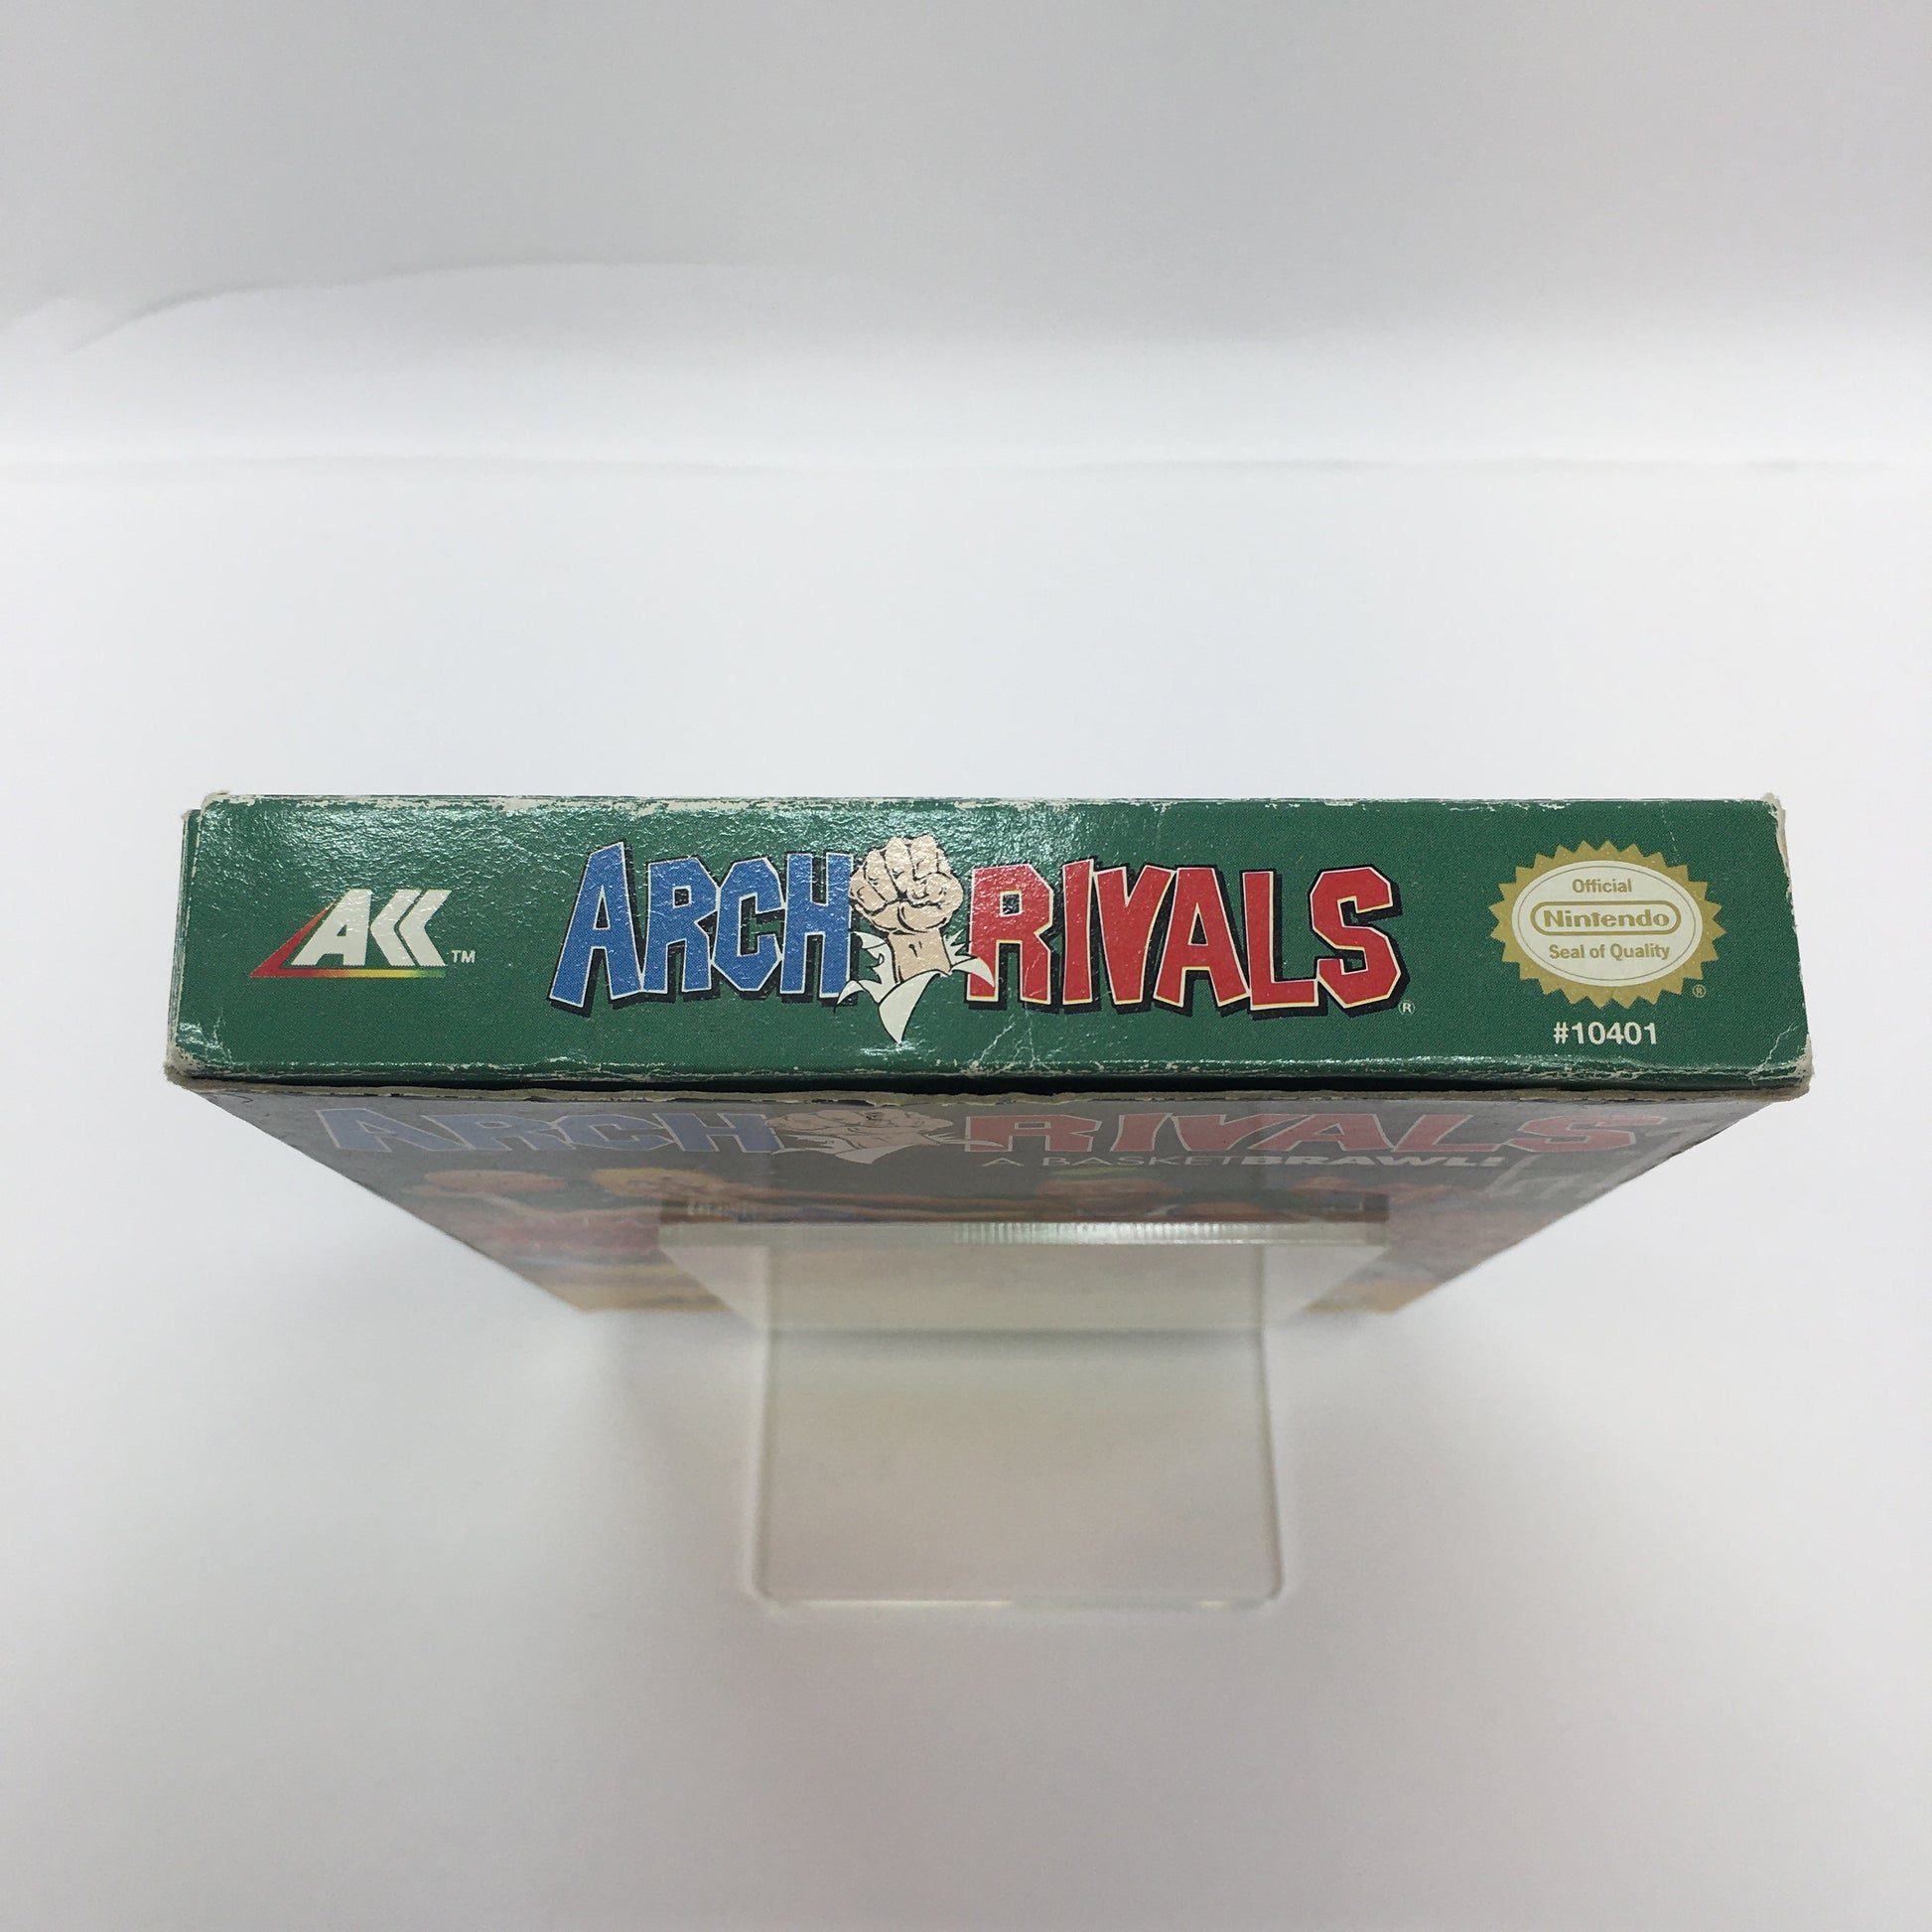 AKK™
ARCH RIVALS®
Official
Nintendo
Seal of Quality
®
#10401
ARCH RIVALS
A BASKETBRAWL!